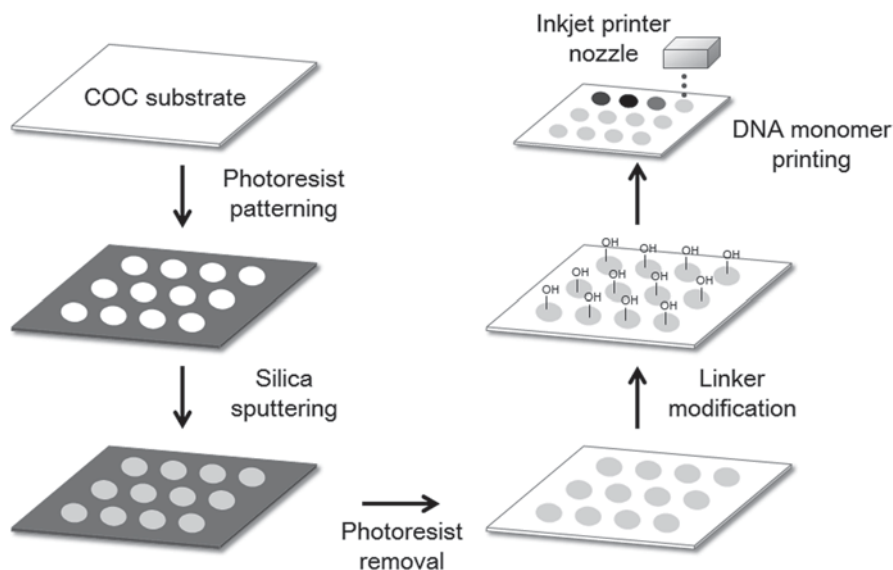 COC substrate
Photoresist
patterning
Silica
sputtering
Photoresist
removal
Linker
modification
OH
OH
OH
OH
OH
OH
OH
OH
OH
OH
OH
OH
DNA monomer
printing
Inkjet printer
nozzle